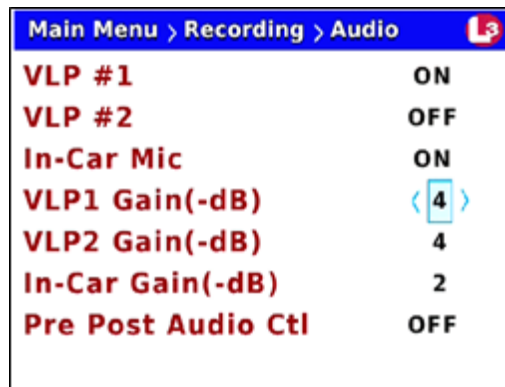 Main Menu > Recording > Audio L3
VLP #1 ON
VLP #2 OFF
In-Car Mic ON
VLP1 Gain(-dB) < 4 >
VLP2 Gain(-dB) 4
In-Car Gain(-dB) 2
Pre Post Audio Ctl OFF